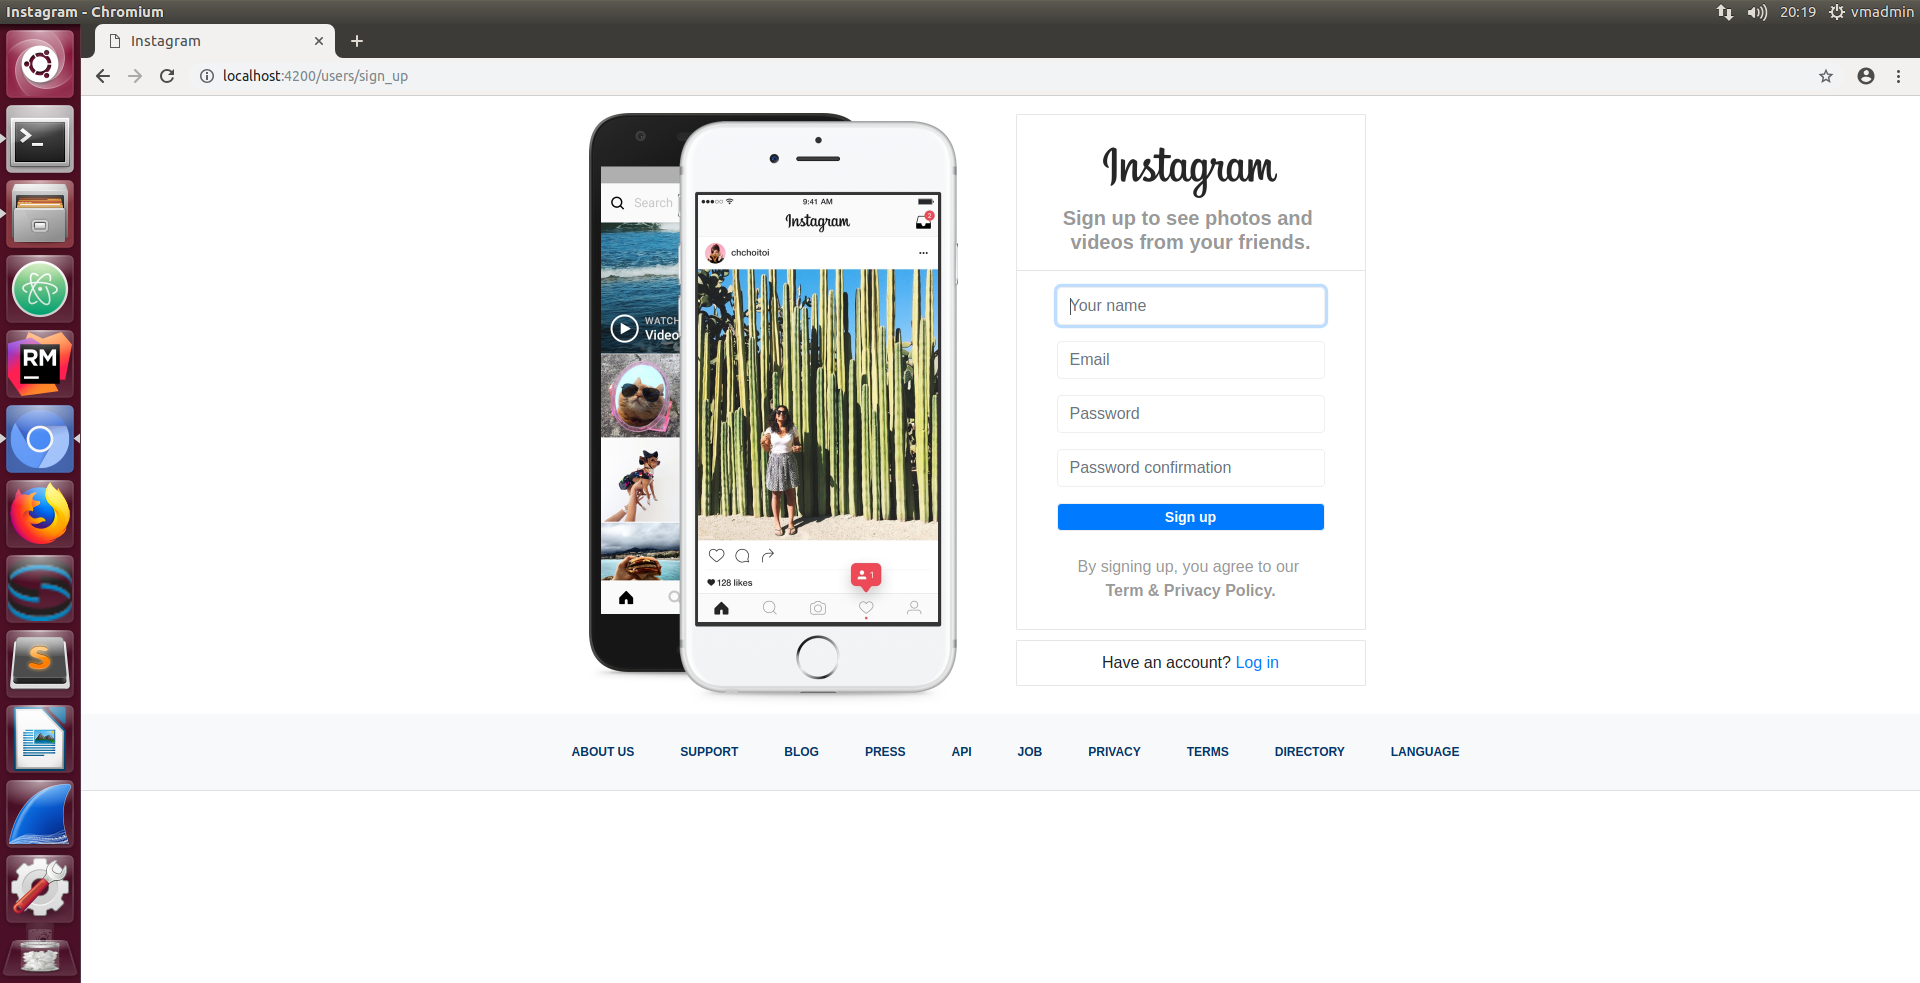 Instagram - Chromium
20:19
vmadmin
Instagram
localhost:4200/users/sign_up
Search
WATCH
Video
9:41 AM
Instagram
2
chchoitoi
128 likes
1
Instagram
Sign up to see photos and
videos from your friends.
Your name
Email
Password
Password confirmation
Sign up
By signing up, you agree to our
Term & Privacy Policy.
Have an account? Log in
ABOUT US
SUPPORT
BLOG
PRESS
API
JOB
PRIVACY
TERMS
DIRECTORY
LANGUAGE
>_
RM
S